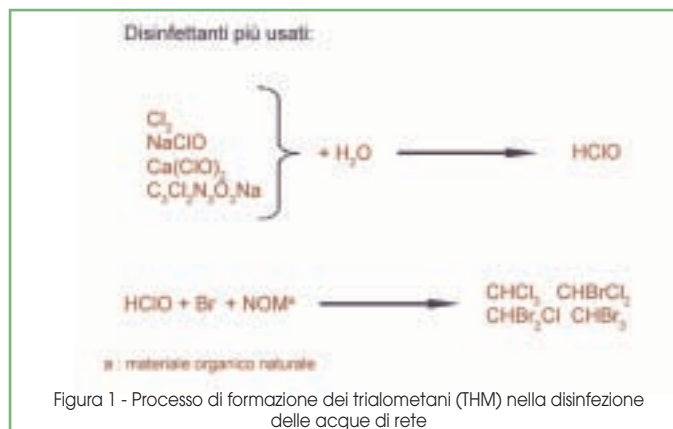 Disinfettanti più usati:
Cl₂
NaClO
Ca(ClO)₂
C₃Cl₂N₃O₃Na
+ H₂O
HClO
HClO + Br + NOMᵃ
CHCl₃ CHBrCl₂
CHBr₂Cl CHBr₃
a : materiale organico naturale
Figura 1 - Processo di formazione dei trialometani (THM) nella disinfezione
delle acque di rete